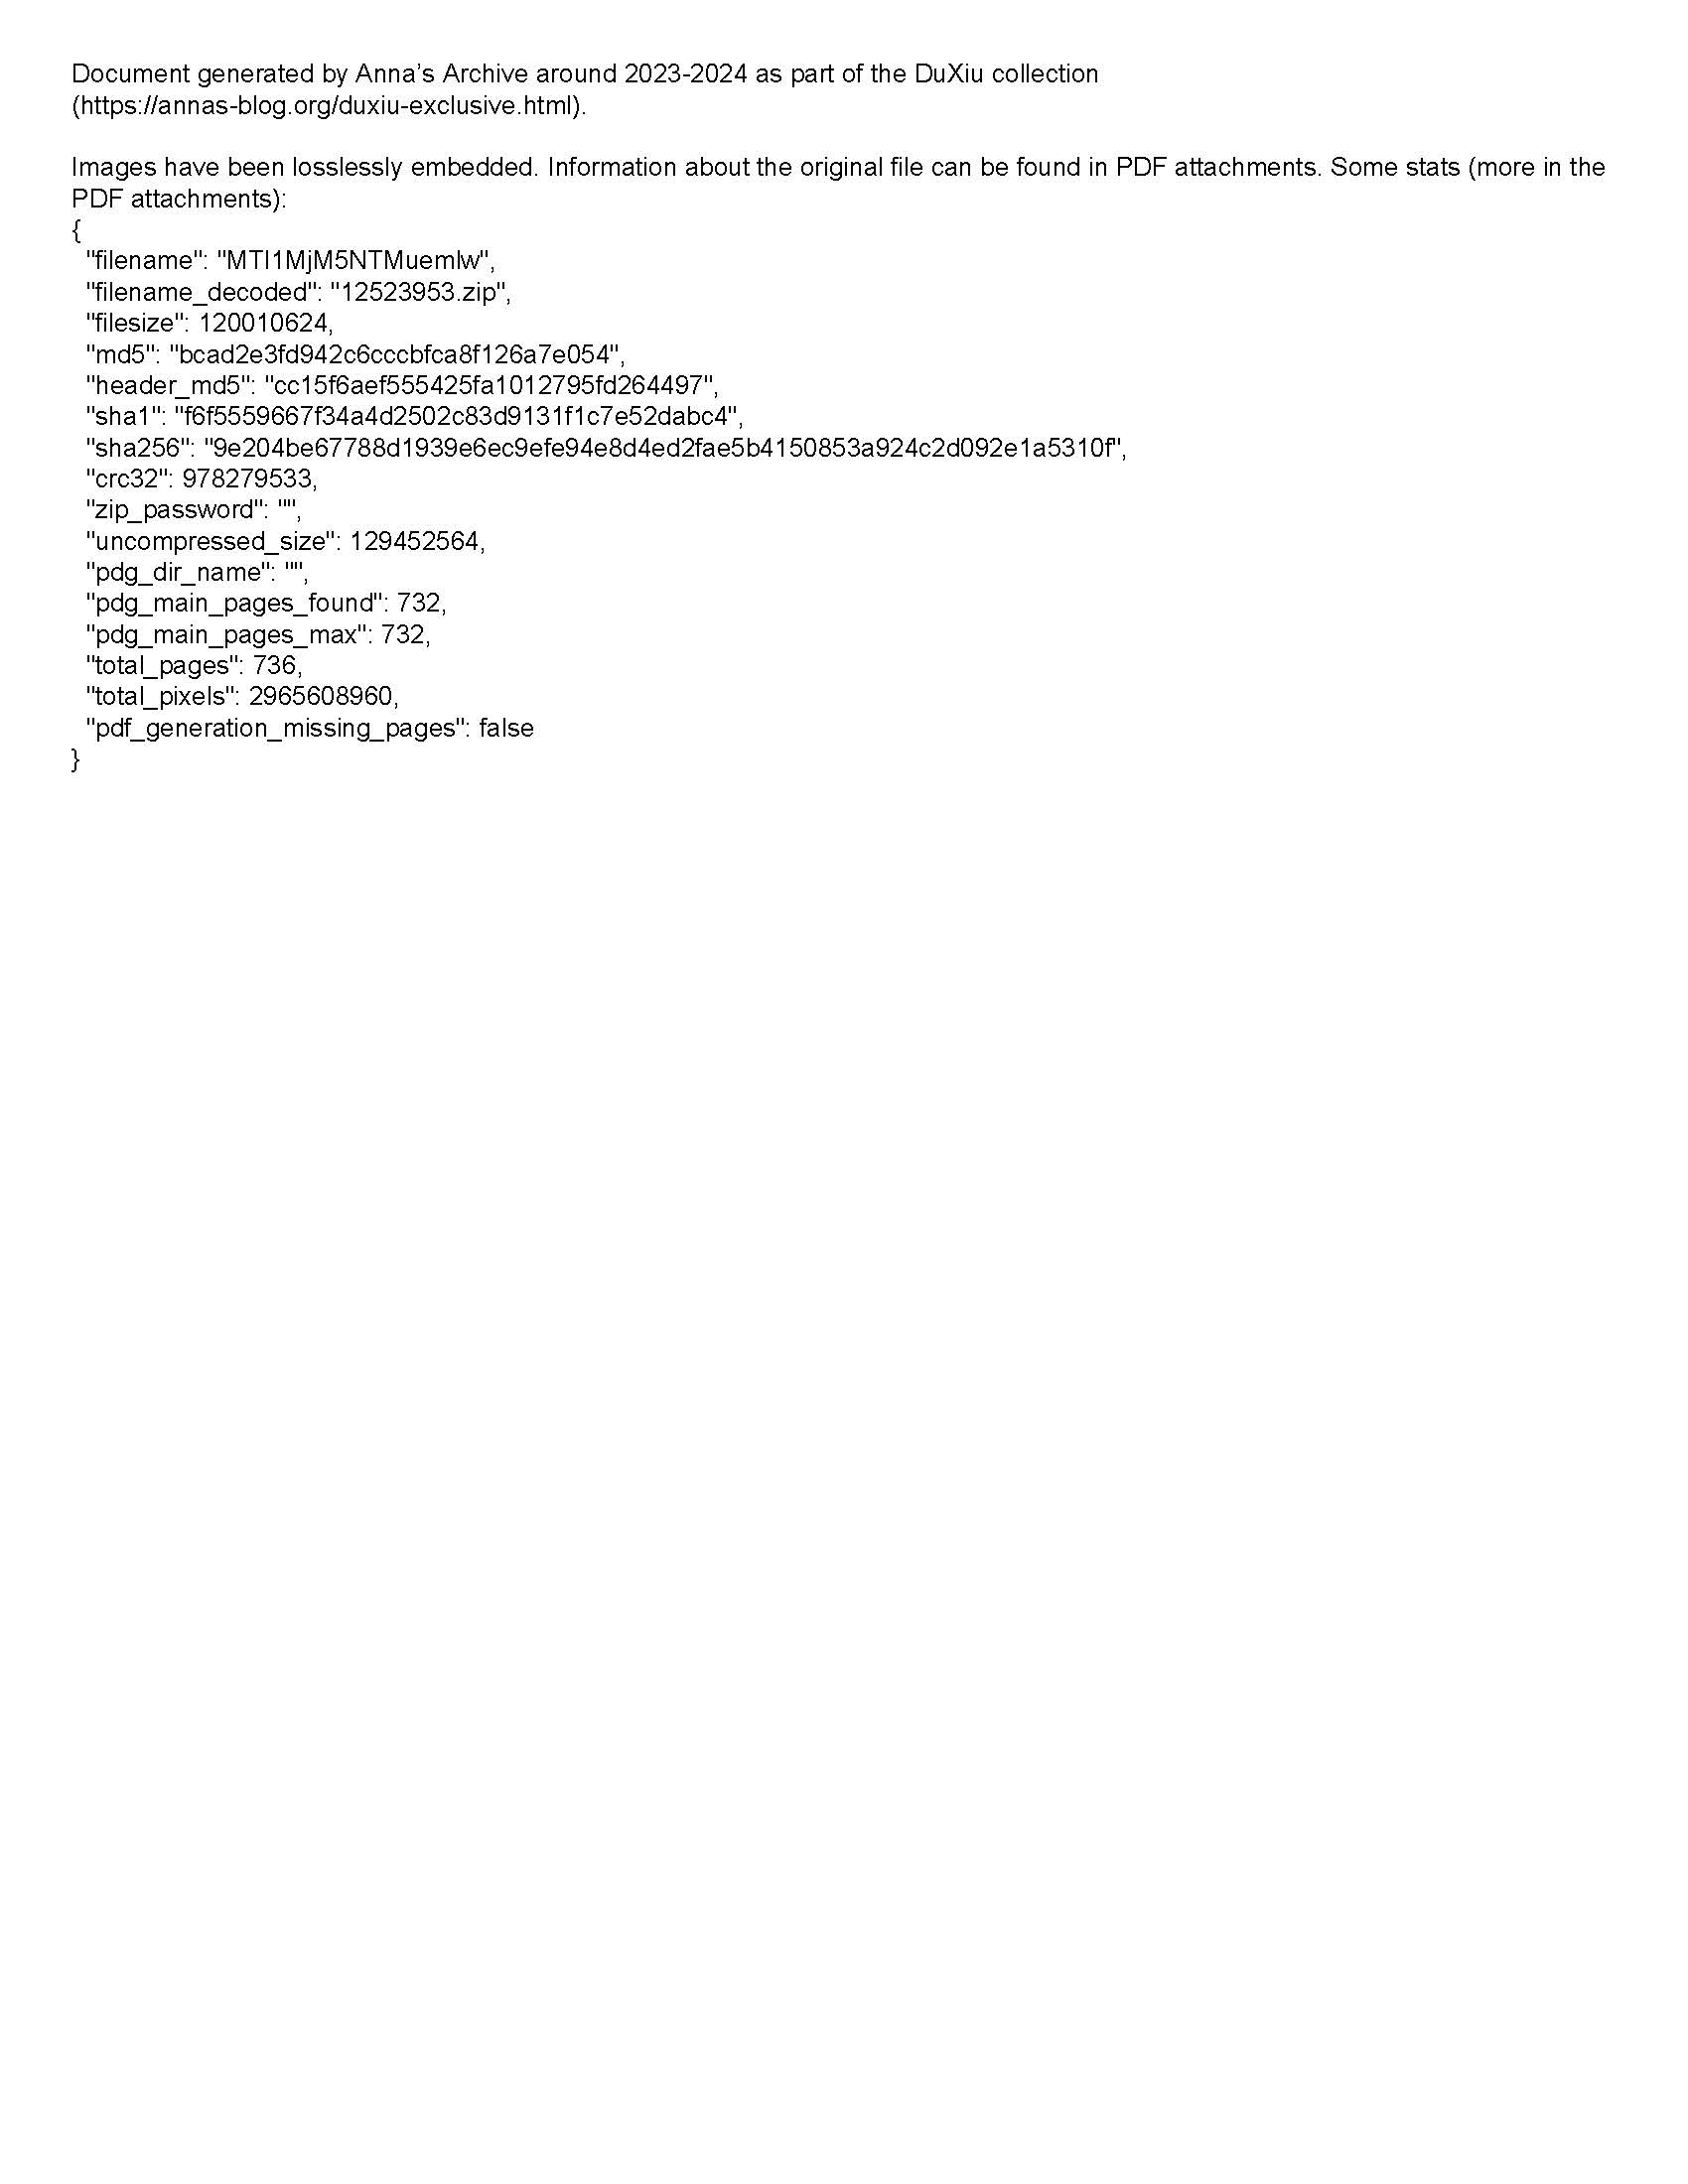 Document generated by Anna’s Archive around 2023-2024 as part of the DuXiu collection
(https://annas-blog.org/duxiu-exclusive.html).
Images have been losslessly embedded. Information about the original file can be found in PDF attachments. Some stats (more in the
PDF attachments):
{
"filename": "MTI1MjM5NTMuemlw",
"filename_decoded": "12523953.zip",
"filesize": 120010624,
"md5": "bcad2e3fd942c6cccbfca8f126a7e054",
"header_md5": "cc15f6aef555425fa1012795fd264497",
"sha1": "f6f5559667f34a4d2502c83d9131f1c7e52dabc4",
"sha256": "9e204be67788d1939e6ec9efe94e8d4ed2fae5b4150853a924c2d092e1a5310f",
"crc32": 978279533,
"zip_password": "",
"uncompressed_size": 129452564,
"pdg_dir_name": "",
"pdg_main_pages_found": 732,
"pdg_main_pages_max": 732,
"total_pages": 736,
"total_pixels": 2965608960,
"pdf_generation_missing_pages": false
}